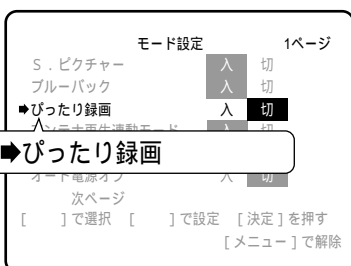 モード設定 1ページ
S.ピクチャー 入 切
ブルーバック 入 切
➡ぴったり録画 入 切
➡ぴったり録画
オート電源オフ 入 切
次ページ
[ ]で選択 [ ]で設定 [決定]を押す
[メニュー]で解除